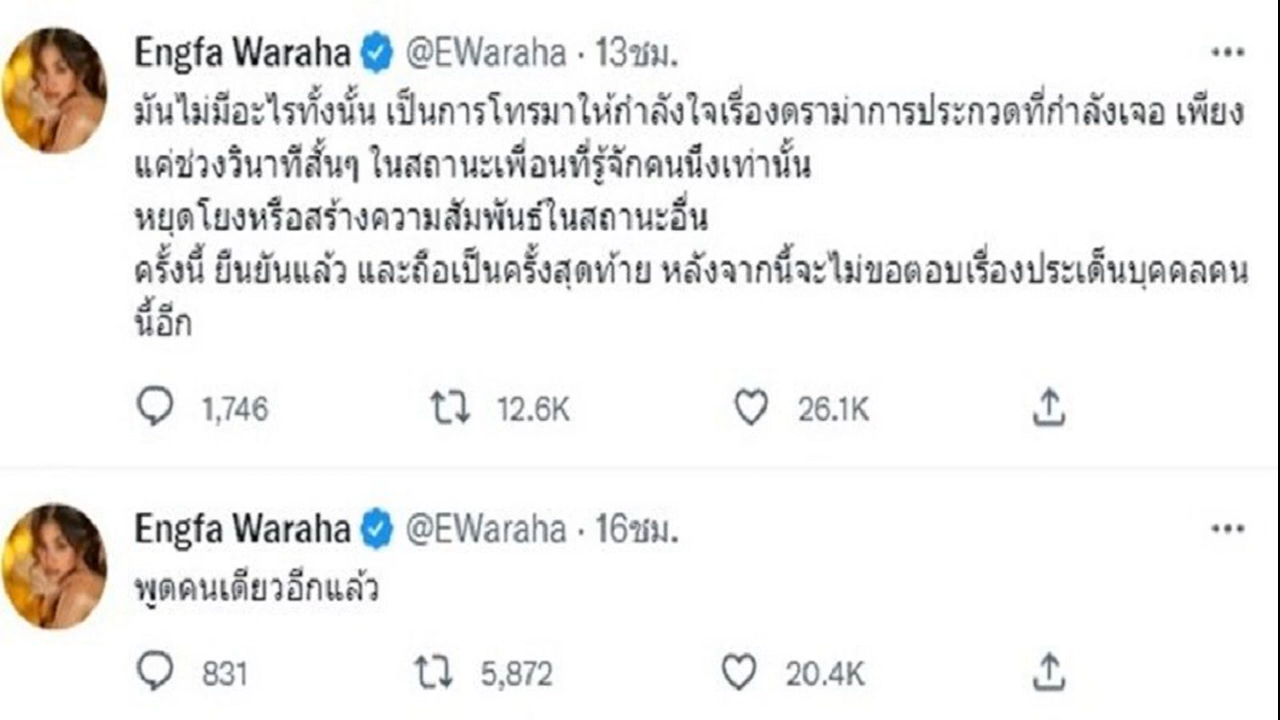 Engfa Waraha @EWaraha · 13ชม.
มันไม่มีอะไรทั้งนั้น เป็นการโทรมาให้กำลังใจเรื่องดราม่าการประกวดที่กำลังเจอ เพียง
แค่ช่วงวินาทีสั้นๆ ในสถานะเพื่อนที่รู้จักคนนึงเท่านั้น
หยุดโยงหรือสร้างความสัมพันธ์ในสถานะอื่น
ครั้งนี้ ยืนยันแล้ว และถือเป็นครั้งสุดท้าย หลังจากนี้จะไม่ขอตอบเรื่องประเด็นบุคคลคน
นี้อีก
1,746 12.6K 26.1K
Engfa Waraha @EWaraha · 16ชม.
พูดคนเดียวอีกแล้ว
831 5,872 20.4K